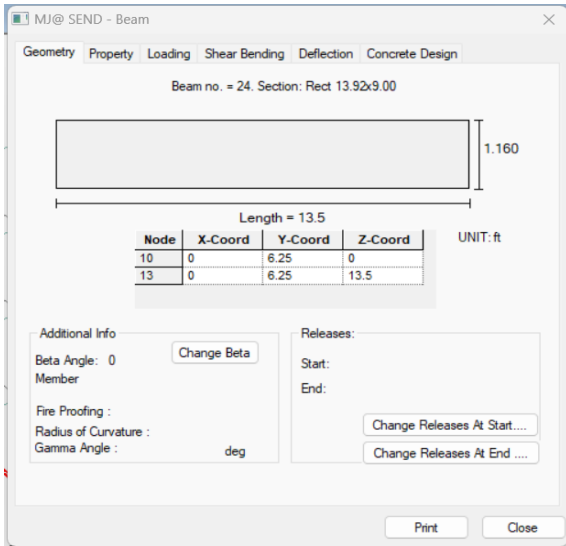 MJ@ SEND - Beam
Geometry Property Loading Shear Bending Deflection Concrete Design
Beam no. = 24. Section: Rect 13.92x9.00
1.160
Length = 13.5
UNIT: ft
Node X-Coord Y-Coord Z-Coord
10 0 6.25 0
13 0 6.25 13.5
Additional Info
Beta Angle: 0
Change Beta
Member
Fire Proofing :
Radius of Curvature :
Gamma Angle : deg
Releases:
Start:
End:
Change Releases At Start....
Change Releases At End ....
Print Close